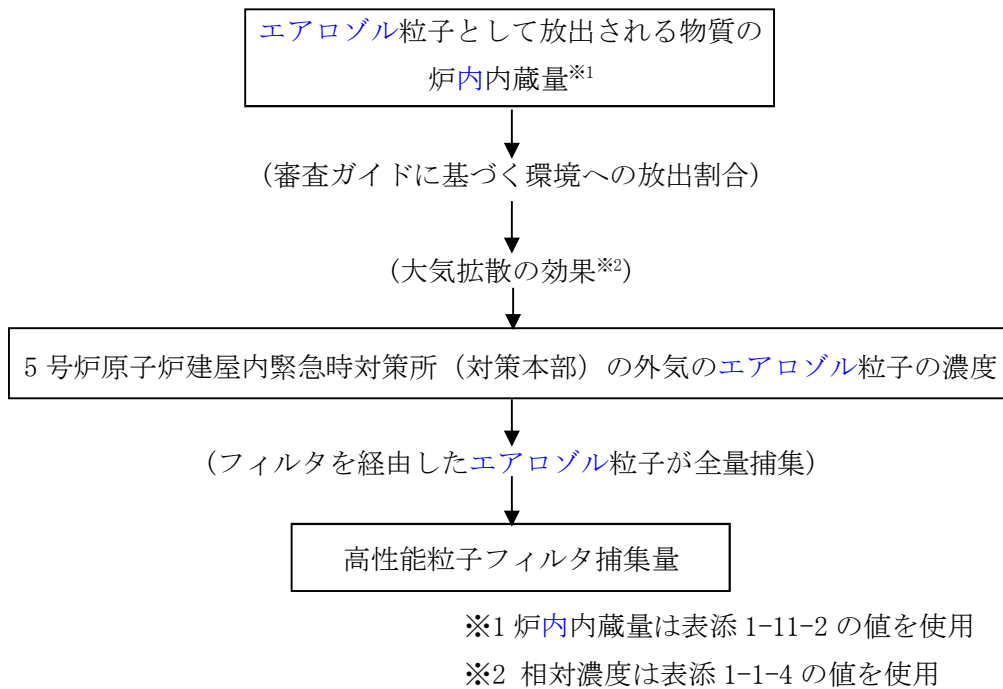 エアロゾル粒子として放出される物質の
炉内内蔵量※1
(審査ガイドに基づく環境への放出割合)
(大気拡散の効果※2)
5 号炉原子炉建屋内緊急時対策所（対策本部）の外気のエアロゾル粒子の濃度
(フィルタを経由したエアロゾル粒子が全量捕集)
高性能粒子フィルタ捕集量
※1 炉内内蔵量は表添 1-11-2 の値を使用
※2 相対濃度は表添 1-1-4 の値を使用